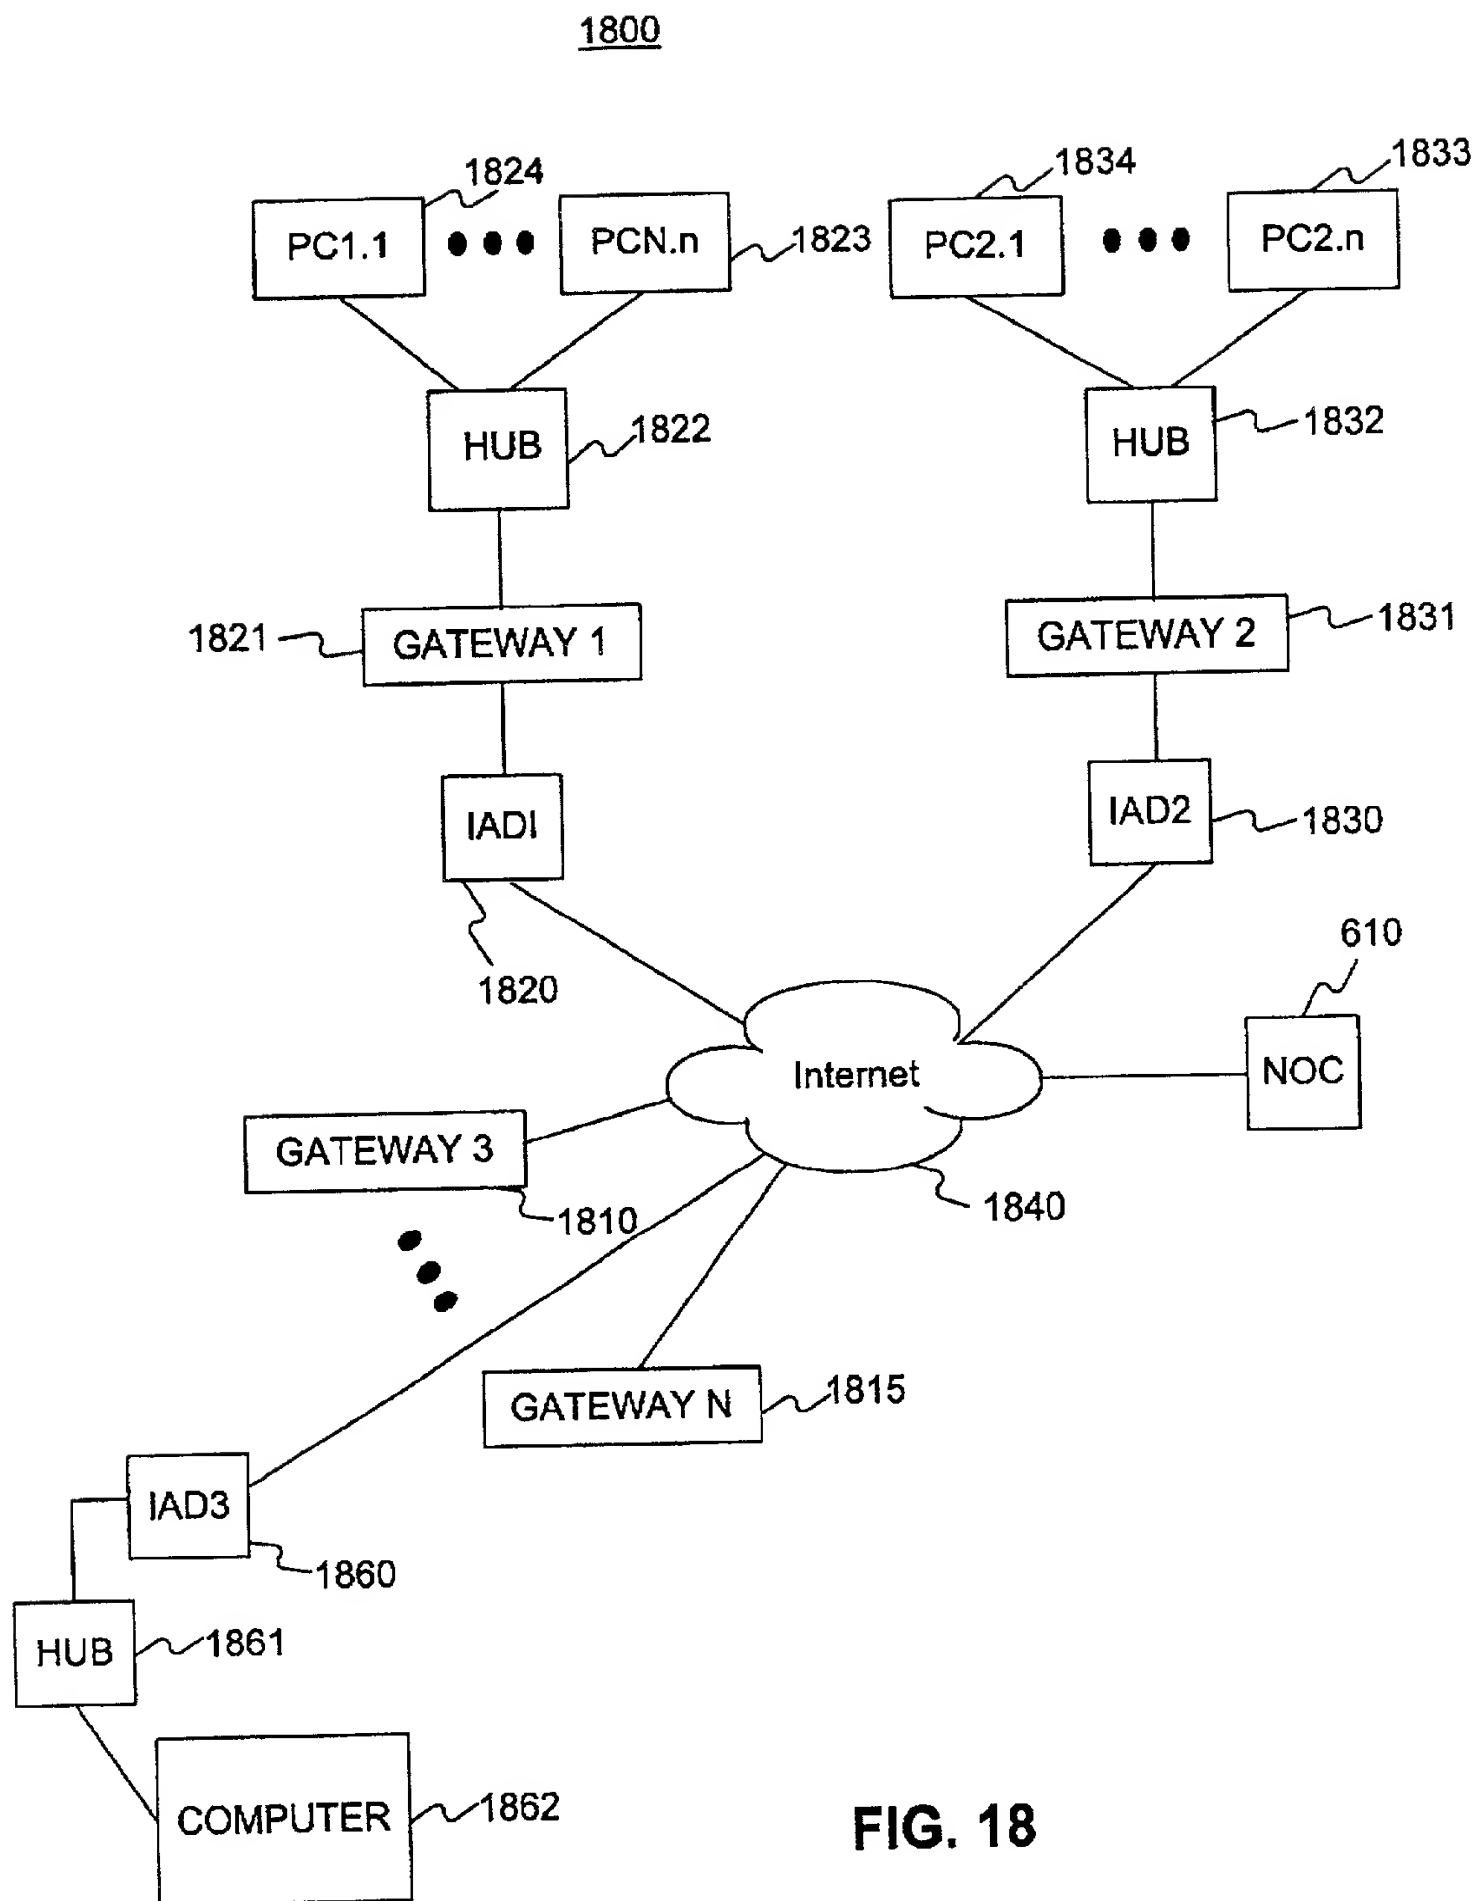 1800
1824
1834
1833
PC1.1
PCN.n
1823
PC2.1
PC2.n
HUB
1822
HUB
1832
1821
GATEWAY 1
GATEWAY 2
1831
IADI
IAD2
1830
1820
610
Internet
NOC
GATEWAY 3
1810
1840
GATEWAY N
1815
IAD3
1860
HUB
1861
COMPUTER
1862
FIG. 18